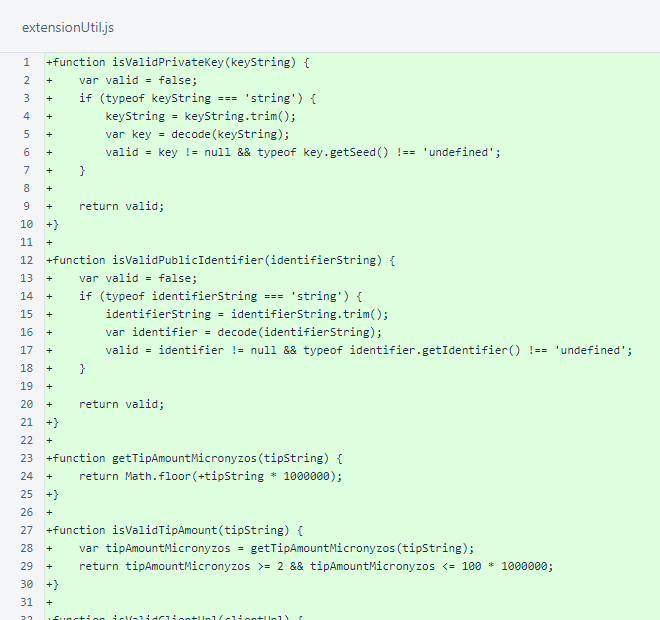 extensionUtil.js
1 +function isValidPrivateKey(keyString) {
2 +    var valid = false;
3 +    if (typeof keyString === 'string') {
4 +        keyString = keyString.trim();
5 +        var key = decode(keyString);
6 +        valid = key != null && typeof key.getSeed() !== 'undefined';
7 +    }
8 +
9 +    return valid;
10 +}
11 +
12 +function isValidPublicIdentifier(identifierString) {
13 +    var valid = false;
14 +    if (typeof identifierString === 'string') {
15 +        identifierString = identifierString.trim();
16 +        var identifier = decode(identifierString);
17 +        valid = identifier != null && typeof identifier.getIdentifier() !== 'undefined';
18 +    }
19 +
20 +    return valid;
21 +}
22 +
23 +function getTipAmountMicronyzos(tipString) {
24 +    return Math.floor(+tipString * 1000000);
25 +}
26 +
27 +function isValidTipAmount(tipString) {
28 +    var tipAmountMicronyzos = getTipAmountMicronyzos(tipString);
29 +    return tipAmountMicronyzos >= 2 && tipAmountMicronyzos <= 100 * 1000000;
30 +}
31 +
32 +function isValidClientUrl(clientUrl) {